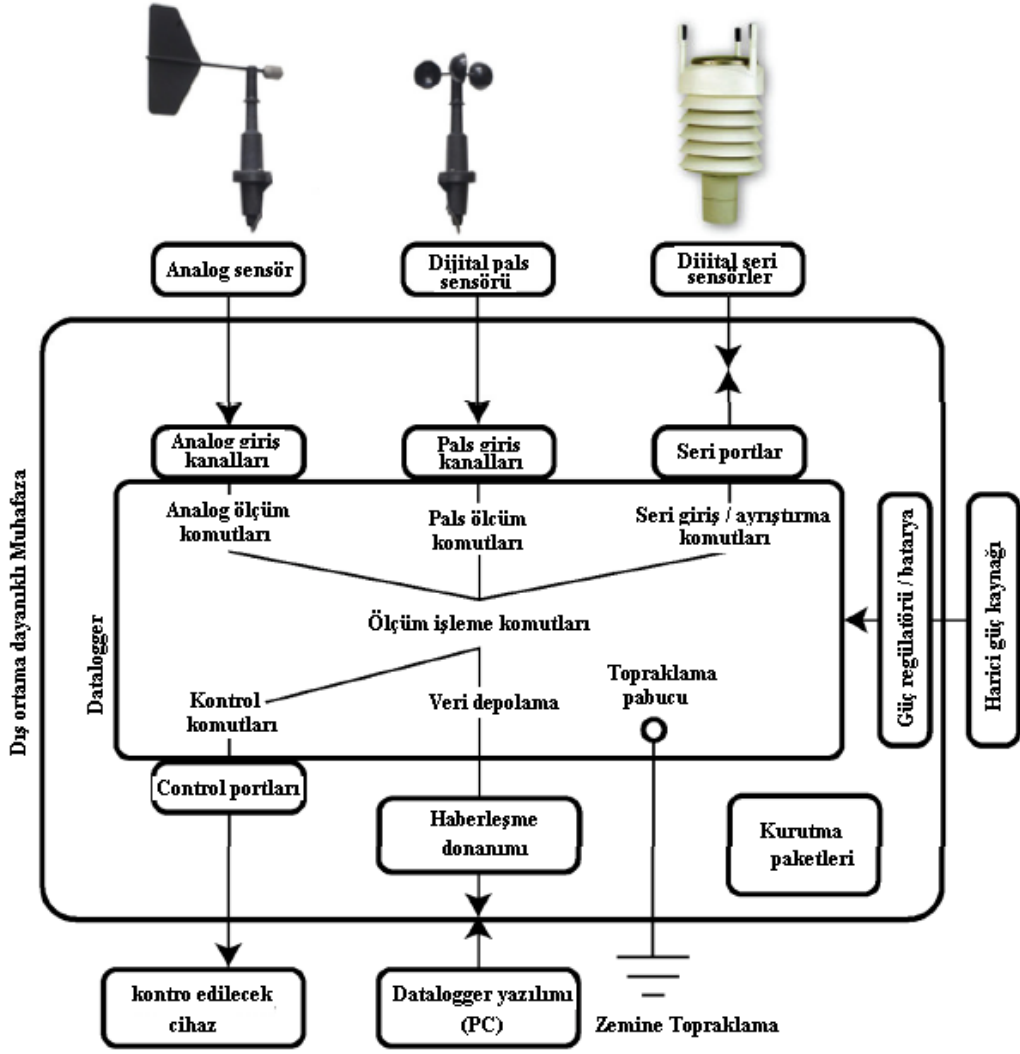 Analog sensör
Dijital pals
sensörü
Diiital seri
sensörler
Analog giriş
kanalları
Pals giriş
kanalları
Seri portlar
Analog ölçüm
komutları
Pals ölçüm
komutları
Seri giriş / ayrıştırma
komutları
Ölçüm işleme komutları
Kontrol
komutları
Veri depolama
Topraklama
pabucu
Datalogger
Dış ortama dayanıklı Muhafaza
Güç regülatörü / batarya
Harici güç kaynağı
Control portları
Haberleşme
donanımı
Kurutma
paketleri
kontro edilecek
cihaz
Datalogger yazılımı
(PC)
Zemine Topraklama